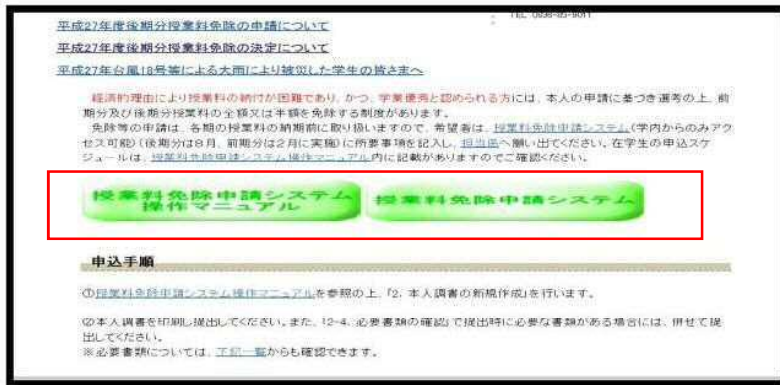 TEL 0836-85-9011
平成27年度後期分授業料免除の申請について
平成27年度後期分授業料免除の決定について
平成27年台風18号等による大雨により被災した学生の皆さまへ
経済的理由により授業料の納付が困難であり、かつ、学業優秀と認められる方には、本人の申請に基づき選考の上、前
期分及び後期分授業料の全額又は半額を免除する制度があります。
免除等の申請は、各期の授業料の納期前に取り扱いますので、希望者は、授業料免除申請システム(学内からのみアク
セス可能)(後期分は8月、前期分は2月に実施)に所要事項を記入し、担当係へ願い出てください。在学生の申込スケ
ジュールは、授業料免除申請システム操作マニュアル内に記載がありますのでご確認ください。
授業料免除申請システム
操作マニュアル
授業料免除申請システム
申込手順
①授業料免除申請システム操作マニュアルを参照の上、「2. 本人調書の新規作成」を行います。
②本人調書を印刷し提出してください。また、「2-4. 必要書類の確認」で提出時に必要な書類がある場合には、併せて提
出してください。
※必要書類については、下記一覧からも確認できます。